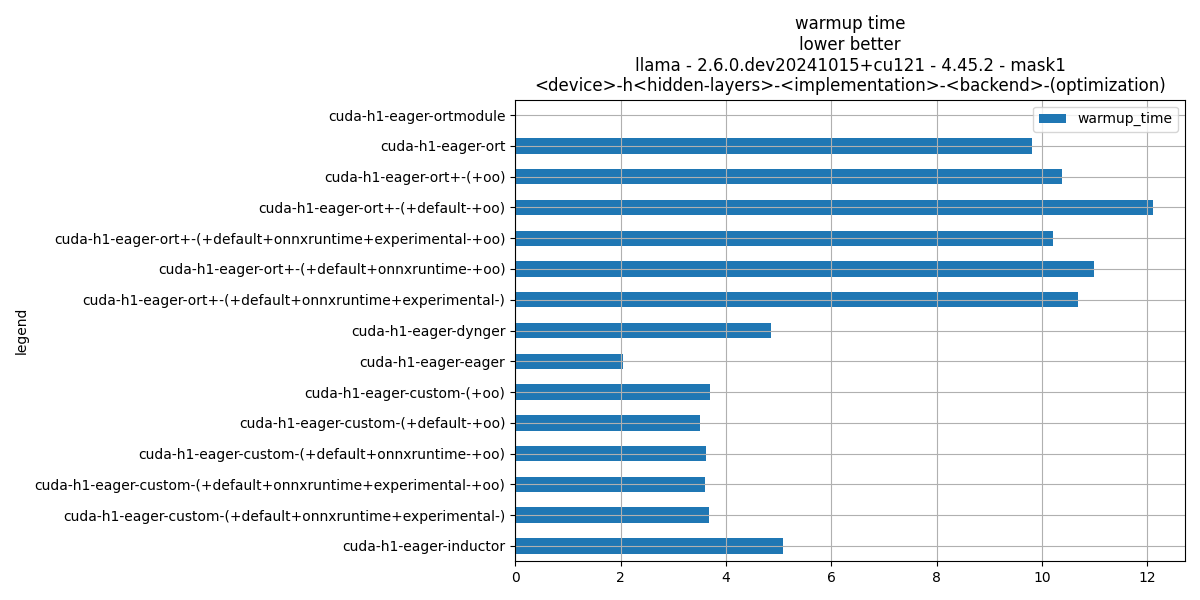 warmup time
lower better
llama - 2.6.0.dev20241015+cu121 - 4.45.2 - mask1
<device>-h<hidden-layers>-<implementation>-<backend>-(optimization)
warmup_time
legend
cuda-h1-eager-ortmodule
cuda-h1-eager-ort
cuda-h1-eager-ort+-(+oo)
cuda-h1-eager-ort+-(+default-+oo)
cuda-h1-eager-ort+-(+default+onnxruntime+experimental-+oo)
cuda-h1-eager-ort+-(+default+onnxruntime-+oo)
cuda-h1-eager-ort+-(+default+onnxruntime+experimental-)
cuda-h1-eager-dynger
cuda-h1-eager-eager
cuda-h1-eager-custom-(+oo)
cuda-h1-eager-custom-(+default-+oo)
cuda-h1-eager-custom-(+default+onnxruntime-+oo)
cuda-h1-eager-custom-(+default+onnxruntime+experimental-+oo)
cuda-h1-eager-custom-(+default+onnxruntime+experimental-)
cuda-h1-eager-inductor
0 2 4 6 8 10 12